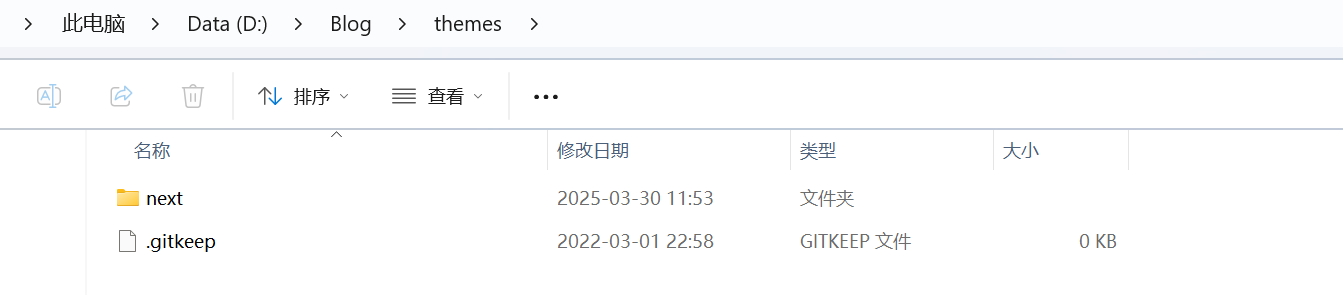 此电脑 Data (D:) Blog themes
排序 查看
名称 修改日期 类型 大小
next 2025-03-30 11:53 文件夹
.gitkeep 2022-03-01 22:58 GITKEEP 文件 0 KB